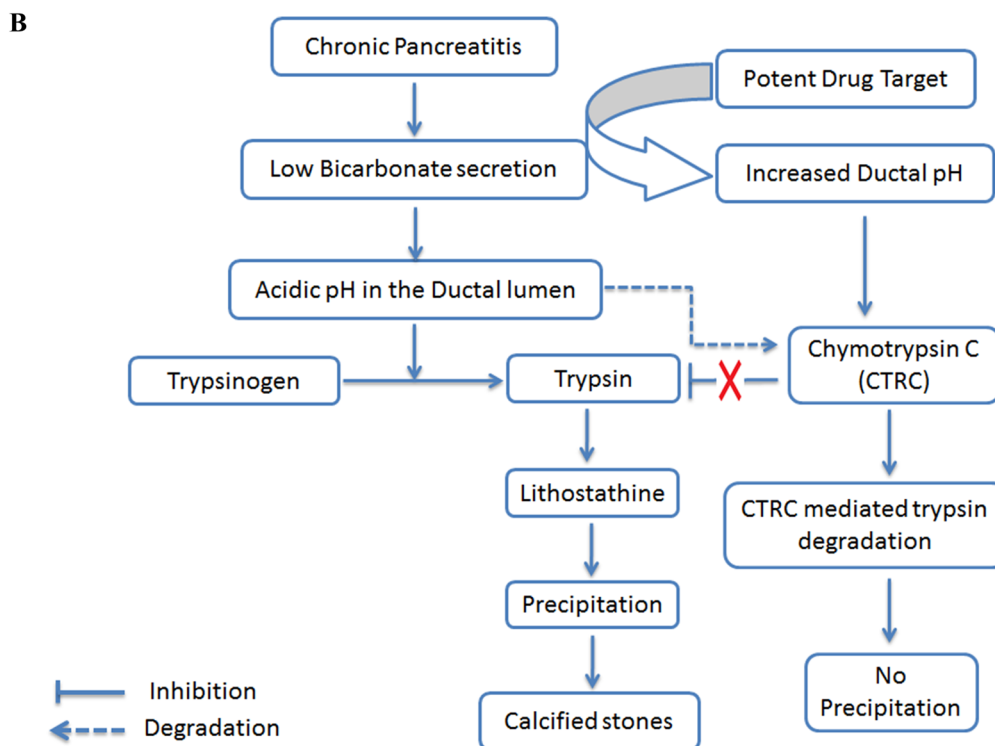 B
Chronic Pancreatitis
Potent Drug Target
Low Bicarbonate secretion
Increased Ductal pH
Acidic pH in the Ductal lumen
Trypsinogen
Trypsin
Chymotrypsin C
(CTRC)
X
Lithostathine
CTRC mediated trypsin
degradation
Precipitation
No
Precipitation
Calcified stones
Inhibition
Degradation